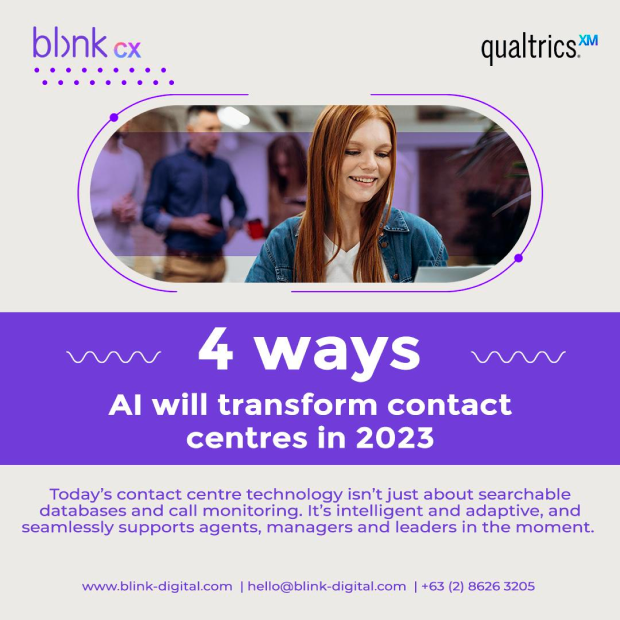 blink cx
qualtrics.XM
4 ways
AI will transform contact
centres in 2023
Today's contact centre technology isn't just about searchable
databases and call monitoring. It's intelligent and adaptive, and
seamlessly supports agents, managers and leaders in the moment.
www.blink-digital.com | hello@blink-digital.com | +63 (2) 8626 3205